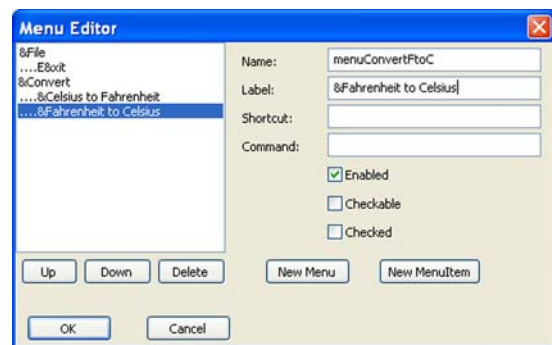 Menu Editor
&File
....E&xit
&Convert
....&Celsius to Fahrenheit
....&Fahrenheit to Celsius
Name: menuConvertFtoC
Label: &Fahrenheit to Celsius
Shortcut:
Command:
Enabled
Checkable
Checked
Up Down Delete New Menu New MenuItem
OK Cancel